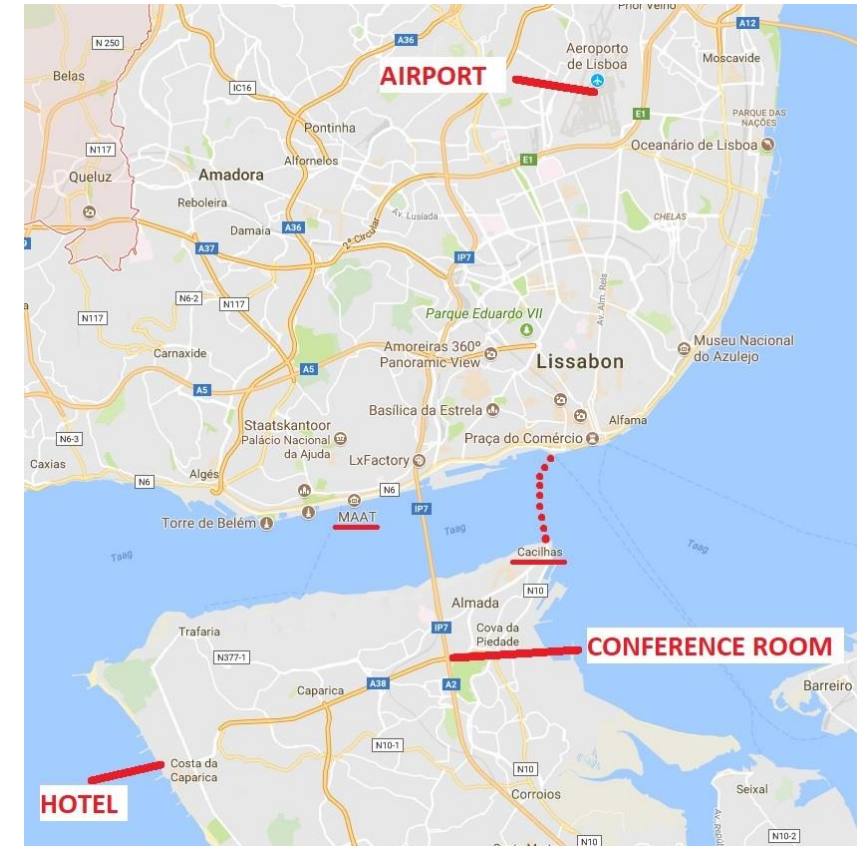 Prior Velho
N 250
A36
A12
Aeroporto
de Lisboa
Moscavide
Belas
AIRPORT
IC16
E1
PARQUE DAS
NAÇÕES
Pontinha
N117
Alfornelos
E1
Oceanário de Lisboa
Queluz
Amadora
Reboleira
Av. Lusíada
CHELAS
Damaia
A36
2ª Circular
A37
IP7
N6-2
N117
Av. Alm. Reis
N117
Parque Eduardo VII
Carnaxide
Amoreiras 360º
Panoramic View
Museu Nacional
do Azulejo
A5
Lissabon
A5
Basílica da Estrela
Alfama
Staatskantoor
Palácio Nacional
da Ajuda
Praça do Comércio
N6-3
LxFactory
Caxias
Algés
N6
N6
IP7
Torre de Belém
MAAT
Taag
Taag
Taag
Cacilhas
N10
Almada
Trafaria
IP7
Cova da
Piedade
CONFERENCE ROOM
N377-1
A38
A2
Caparica
Barreiro
N10-1
Costa da
Caparica
N10
HOTEL
Corroios
Seixal
N10
N10-2